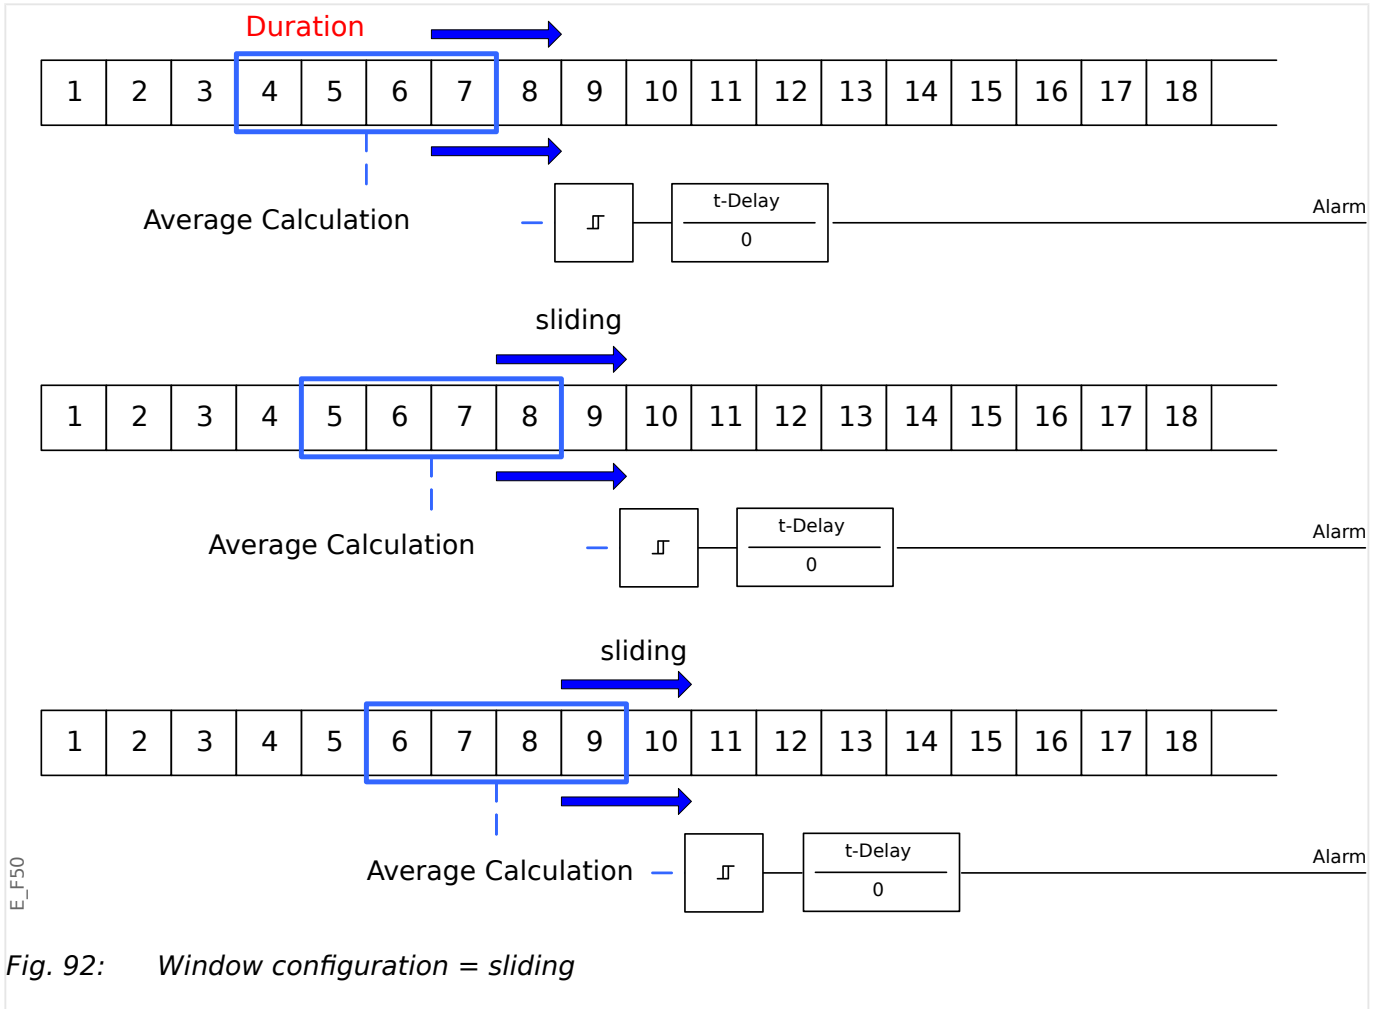 Duration
1 2 3 4 5 6 7 8 9 10 11 12 13 14 15 16 17 18
t-Delay
Alarm
Average Calculation
0
sliding
1 2 3 4 5 6 7 8 9 10 11 12 13 14 15 16 17 18
t-Delay
Alarm
Average Calculation
0
sliding
1 2 3 4 5 6 7 8 9 10 11 12 13 14 15 16 17 18
t-Delay
Alarm
Average Calculation
0
E_F50
Fig. 92: Window configuration = sliding